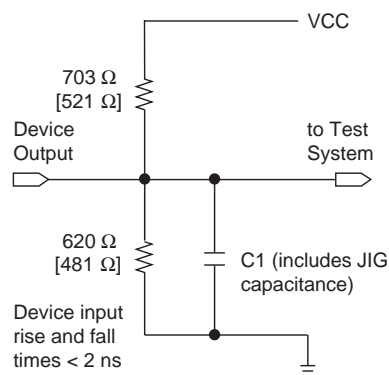 VCC
703 Ω
[521 Ω]
Device
Output
to Test
System
620 Ω
[481 Ω]
C1 (includes JIG
capacitance)
Device input
rise and fall
times < 2 ns